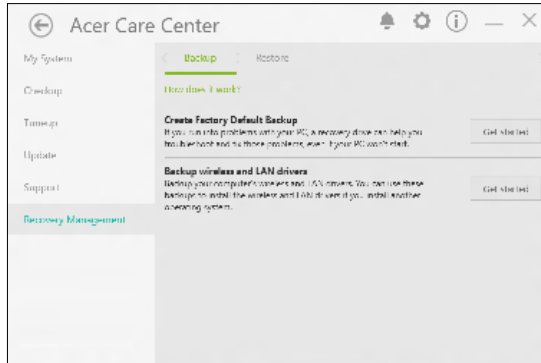 Acer Care Center
My System
Checkup
Tuneup
Update
Support
Recovery Management
Backup
Restore
How does it work?
Create Factory Default Backup
If you run into problems with your PC, a recovery drive can help you
troubleshoot and fix those problems, even if your PC won't start.
Get started
Backup wireless and LAN drivers
Backup your computer's wireless and LAN drivers. You can use these
backups to install the wireless and LAN drivers if you install another
operating system.
Get started